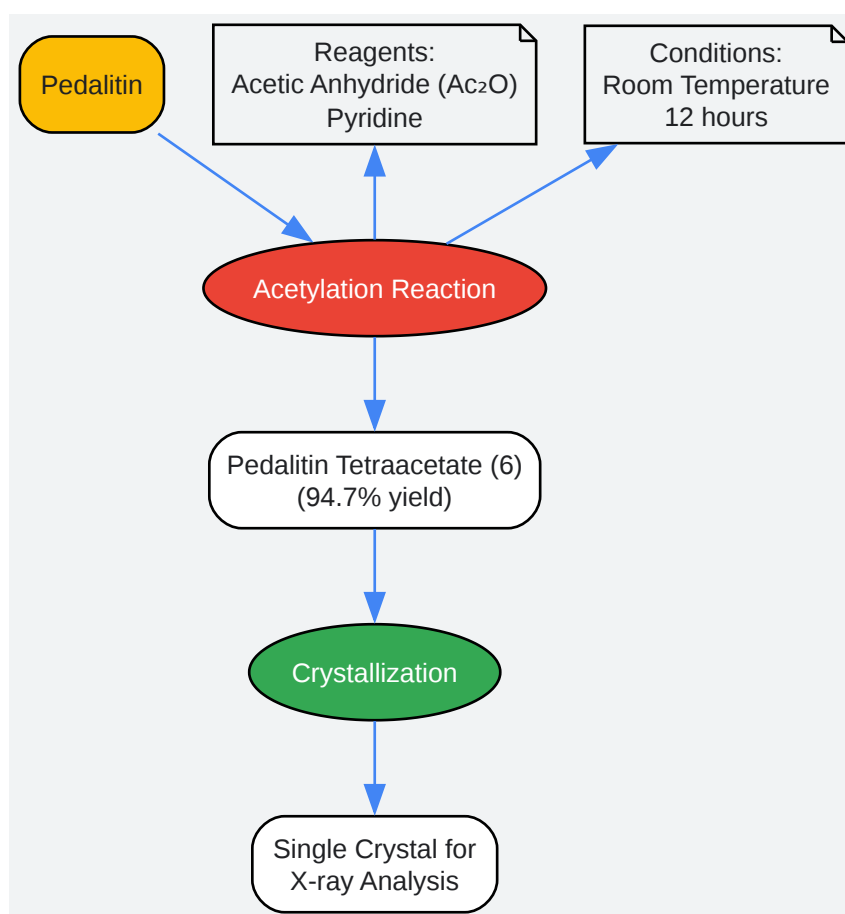 Pedalitin
Reagents:
Acetic Anhydride (Ac₂O)
Pyridine
Conditions:
Room Temperature
12 hours
Acetylation Reaction
Pedalitin Tetraacetate (6)
(94.7% yield)
Crystallization
Single Crystal for
X-ray Analysis